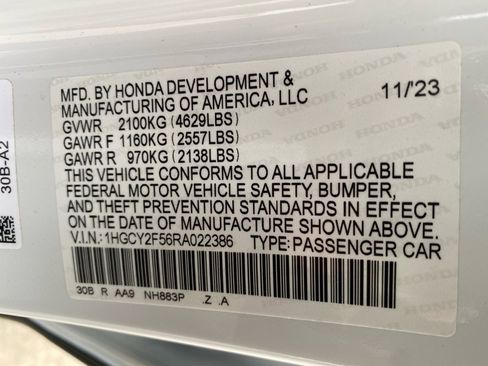 MFD. BY HONDA DEVELOPMENT & 11/23
MANUFACTURING OF AMERICA, LLC
GVWR 2100KG (4629LBS)
GAWR F 1160KG (2557LBS)
GAWR R 970KG (2138LBS)
THIS VEHICLE CONFORMS TO ALL APPLICABLE
FEDERAL MOTOR VEHICLE SAFETY, BUMPER,
AND THEFT PREVENTION STANDARDS IN EFFECT
ON THE DATE OF MANUFACTURE SHOWN ABOVE.
V.I.N.: 1HGCY2F56RA022386 TYPE: PASSENGER CAR
30B R AA9 NH883P .Z .A
30B-A2
HONDA